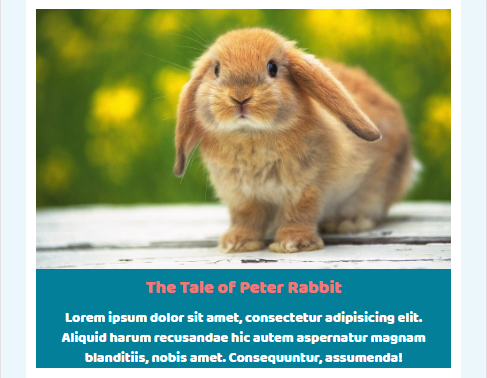 The Tale of Peter Rabbit
Lorem ipsum dolor sit amet, consectetur adipisicing elit.
Aliquid harum recusandae hic autem aspernatur magnam
blanditiis, nobis amet. Consequuntur, assumenda!